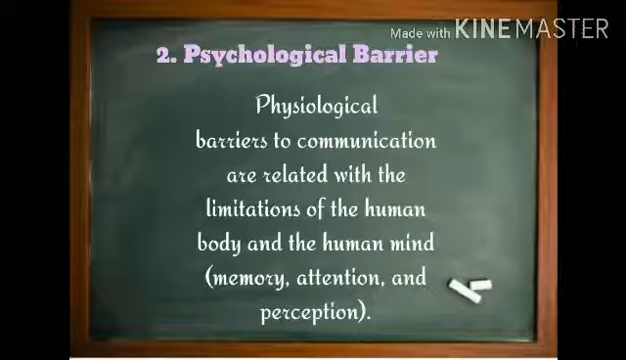 Made with KINEMASTER
2. Psychological Barrier
Physiological
barriers to communication
are related with the
limitations of the human
body and the human mind
(memory, attention, and
perception).